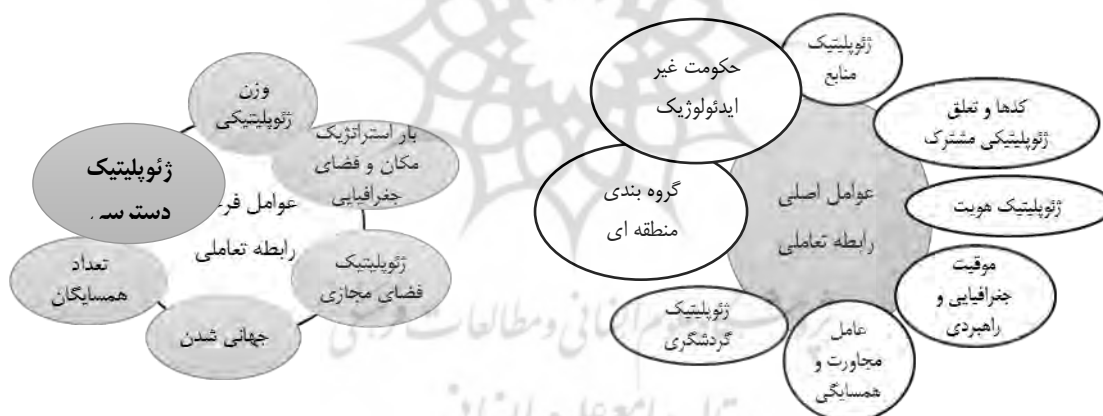 ژئوپلیتیک
منابع
کدها و تعلق
ژئوپلیتیکی مشترک
ژئوپلیتیک هویت
موقیت
جغرافیایی و
راهبردی
عامل
مجاورت و
همسایگی
ژئوپلیتیک
گردشگری
گروه بندی
منطقه ای
حکومت غیر
ایدئولوژیک
عوامل اصلی
رابطه تعاملی
وزن
ژئوپلیتیکی
بار استراتژیک
مکان و فضای
جغرافیایی
ژئوپلیتیک
فضای مجازی
جهانی شدن
تعداد
همسایگان
ژئوپلیتیک
دسترسی
عوامل
رابطه تعاملی